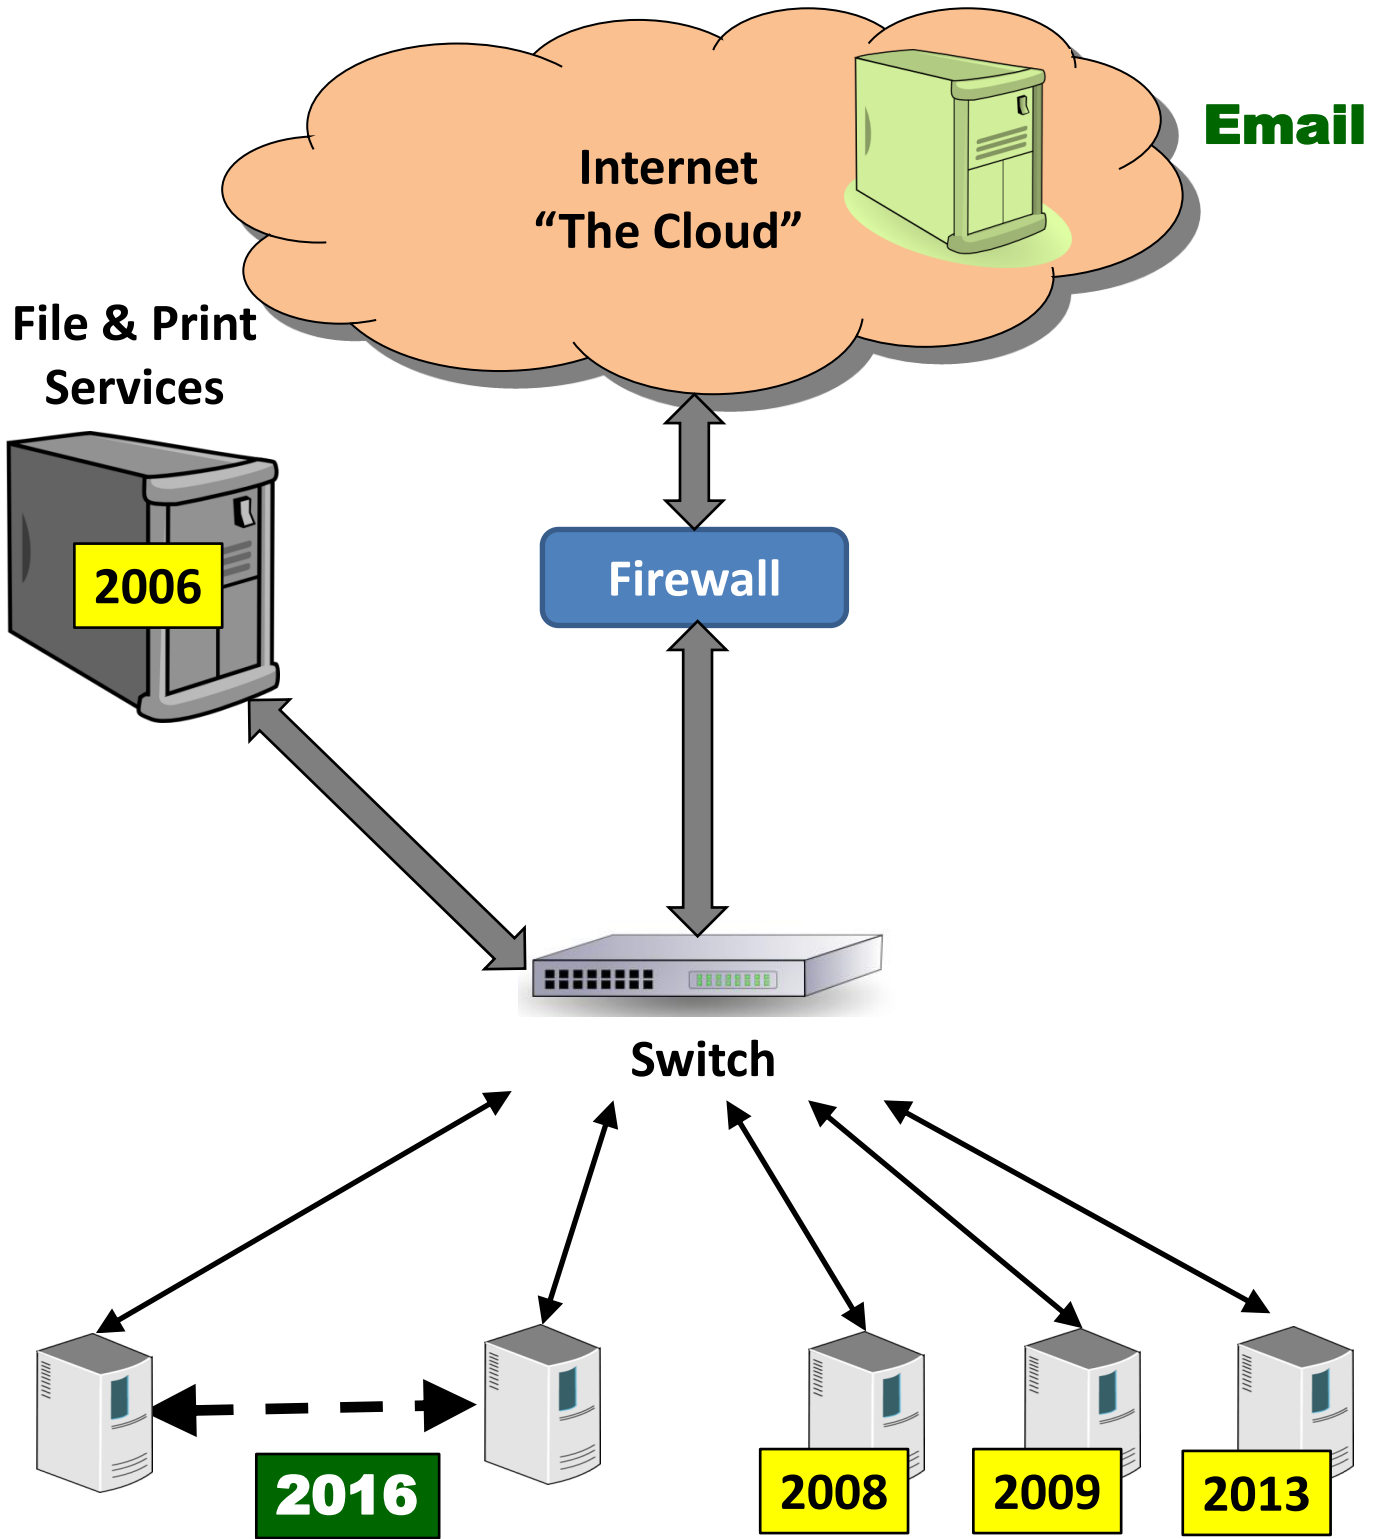 Email
Internet
“The Cloud”
File & Print
Services
2006
Firewall
Switch
2016
2008
2009
2013